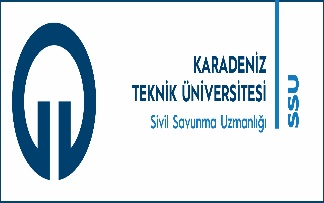 KARADENİZ
TEKNİK ÜNİVERSİTESİ
Sivil Savunma Uzmanlığı
SSU